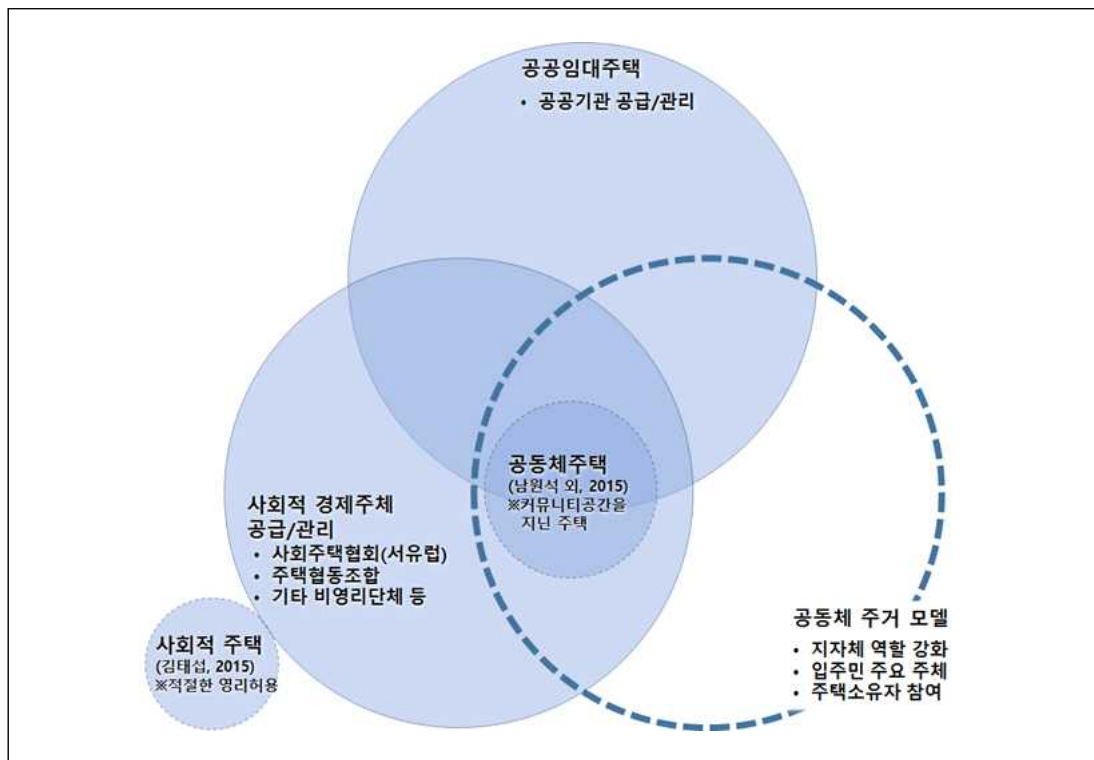 공공임대주택
• 공공기관 공급/관리
공동체주택
(남원석 외, 2015)
※커뮤니티공간을
지닌 주택
사회적 경제주체
공급/관리
• 사회주택협회(서유럽)
• 주택협동조합
• 기타 비영리단체 등
사회적 주택
(김태섭, 2015)
※적절한 영리허용
공동체 주거 모델
• 지자체 역할 강화
• 입주민 주요 주체
• 주택소유자 참여